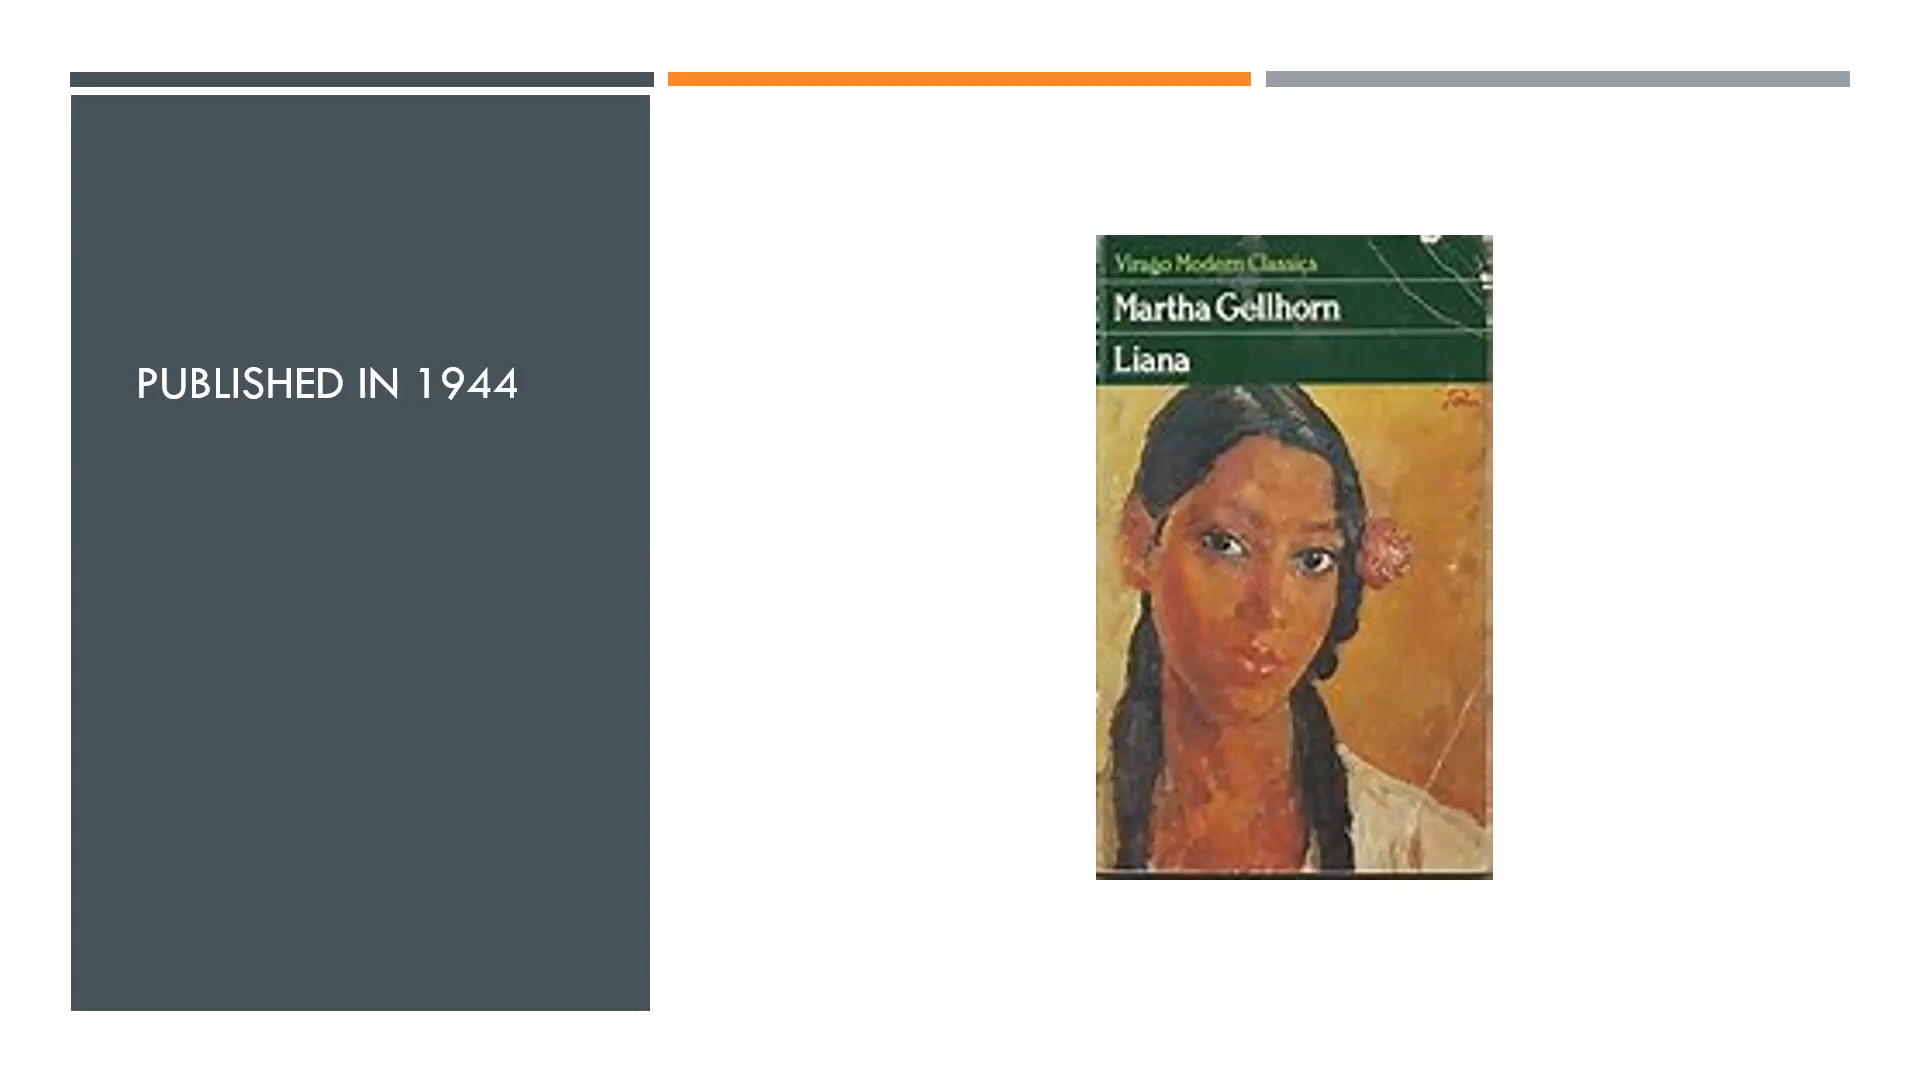 PUBLISHED IN 1944
Virago Modern Classics
Martha Gellhorn
Liana